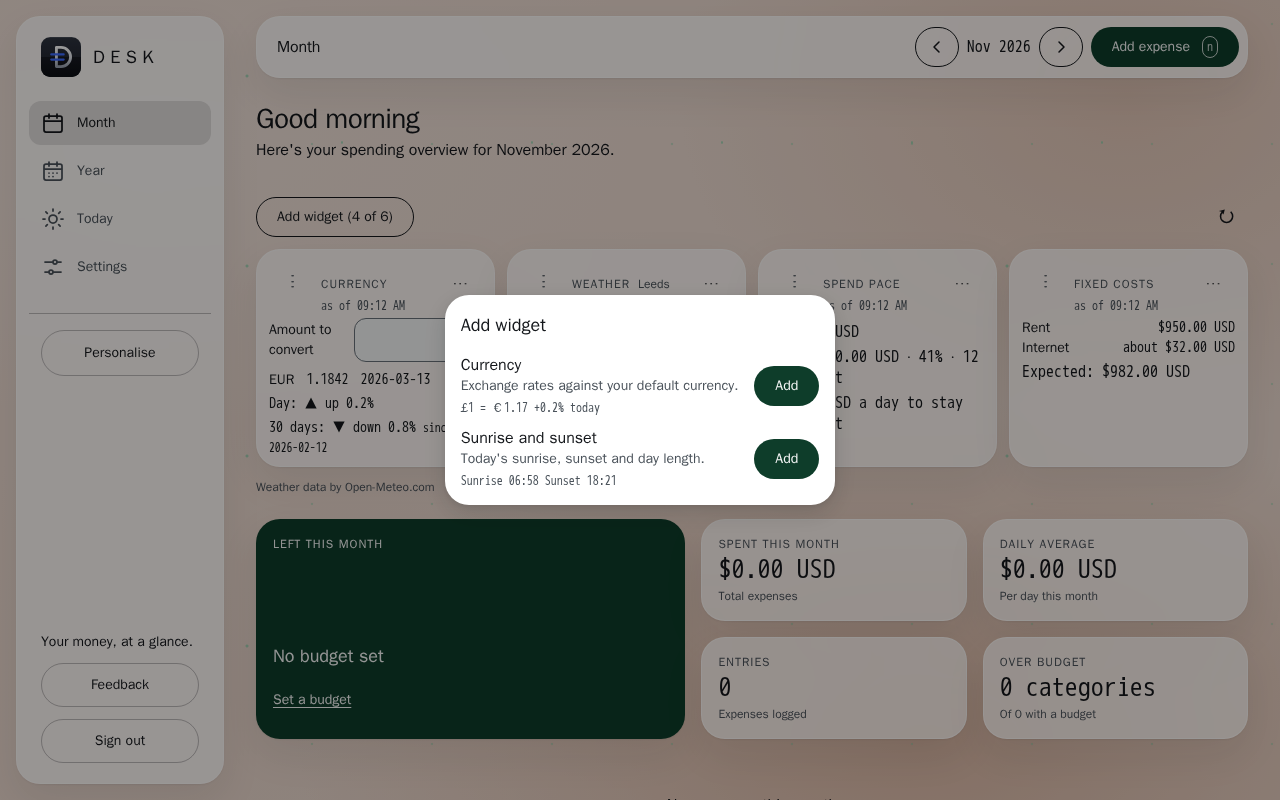 DESK
Month
Year
Today
Settings
Personalise
Your money, at a glance.
Feedback
Sign out
Month
Nov 2026
Add expense n
Good morning
Here's your spending overview for November 2026.
Add widget (4 of 6)
CURRENCY
as of 09:12 AM
Amount to
convert
EUR 1.1842 2026-03-13
Day: ▲ up 0.2%
30 days: ▼ down 0.8%
2026-02-12
WEATHER Leeds
SPEND PACE
of 09:12 AM
USD
41% · 12
a day to stay
FIXED COSTS
as of 09:12 AM
Rent $950.00 USD
Internet about $32.00 USD
Expected: $982.00 USD
Add widget
Currency
Exchange rates against your default currency.
£1 = €1.17 +0.2% today
Add
Sunrise and sunset
Today's sunrise, sunset and day length.
Sunrise 06:58 Sunset 18:21
Add
Weather data by Open-Meteo.com
LEFT THIS MONTH
No budget set
Set a budget
SPENT THIS MONTH
$0.00 USD
Total expenses
DAILY AVERAGE
$0.00 USD
Per day this month
ENTRIES
0
Expenses logged
OVER BUDGET
0 categories
Of 0 with a budget